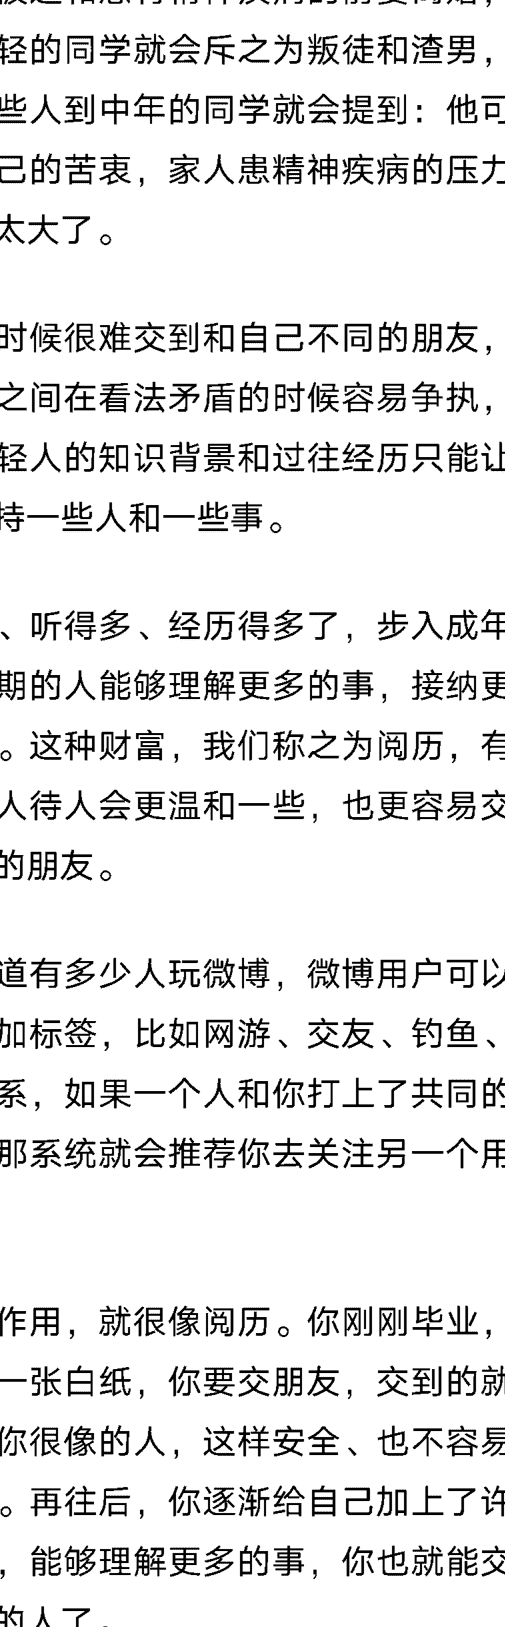 轻的同学就会斥之为叛徒和渣男，
些人到中年的同学就会提到：他可
己的苦衷，家人患精神疾病的压力
太大了。
时候很难交到和自己不同的朋友，
之间在看法矛盾的时候容易争执，
轻人的知识背景和过往经历只能让
持一些人和一些事。
、听得多、经历得多了，步入成年
期的人能够理解更多的事，接纳更
。这种财富，我们称之为阅历，有
人待人会更温和一些，也更容易交
的朋友。
道有多少人玩微博，微博用户可以
加标签，比如网游、交友、钓鱼、
系，如果一个人和你打上了共同的
那系统就会推荐你去关注另一个用
作用，就很像阅历。你刚刚毕业，
一张白纸，你要交朋友，交到的就
你很像的人，这样安全、也不容易
。再往后，你逐渐给自己加上了许
，能够理解更多的事，你也就能交
的人了。